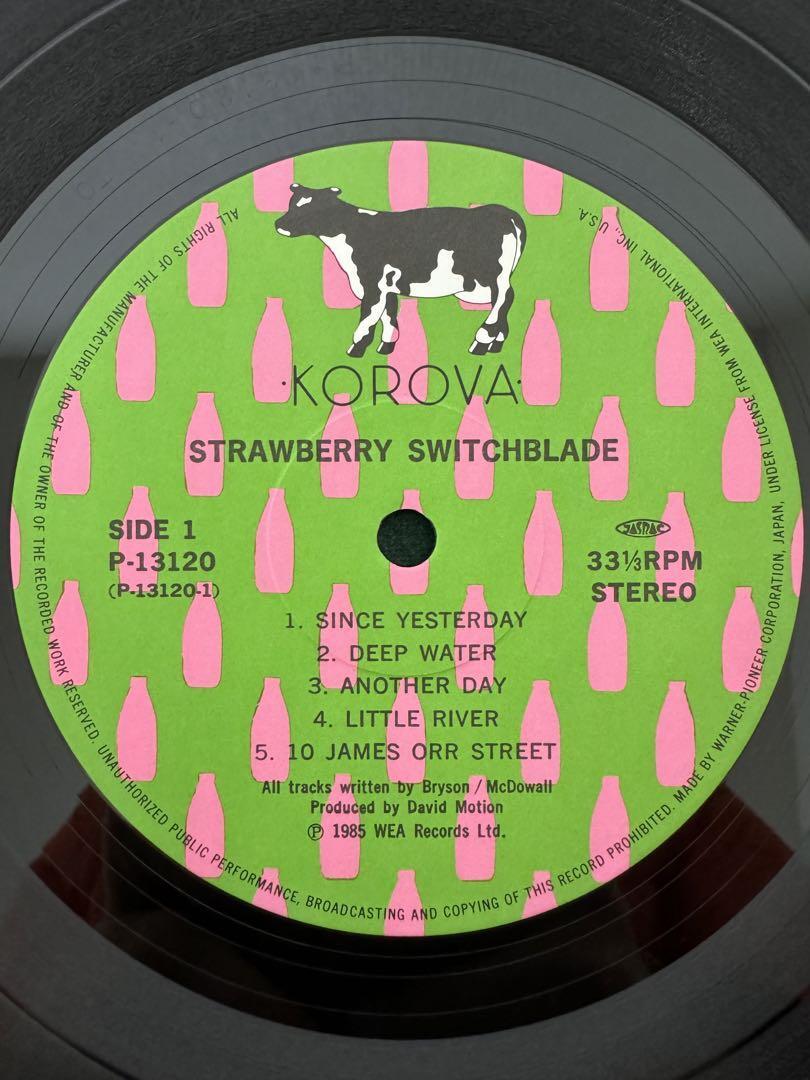 ·KOROVA·
STRAWBERRY SWITCHBLADE
SIDE 1
P-13120
(P-13120-1)
JASRAC
33⅓RPM
STEREO
1. SINCE YESTERDAY
2. DEEP WATER
3. ANOTHER DAY
4. LITTLE RIVER
5. 10 JAMES ORR STREET
All tracks written by Bryson / McDowall
Produced by David Motion
℗ 1985 WEA Records Ltd.
ALL RIGHTS OF THE MANUFACTURER AND OF THE OWNER OF THE RECORDED WORK RESERVED. UNAUTHORIZED PUBLIC PERFORMANCE, BROADCASTING AND COPYING OF THIS RECORD PROHIBITED. MADE BY WARNER-PIONEER CORPORATION, JAPAN, UNDER LICENSE FROM WEA INTERNATIONAL INC., U.S.A.